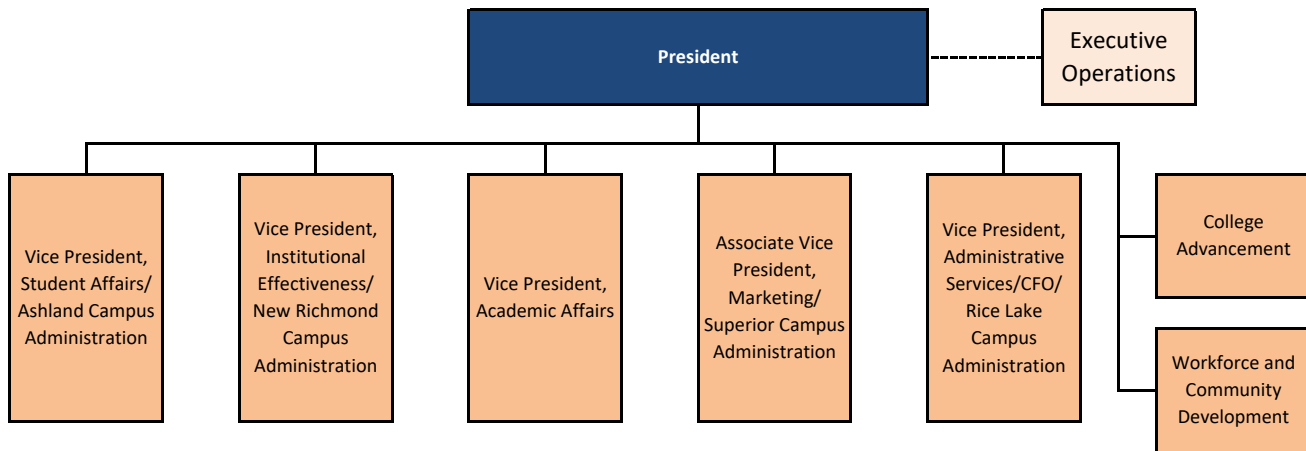 President
Executive
Operations
Vice President,
Student Affairs/
Ashland Campus
Administration
Vice President,
Institutional
Effectiveness/
New Richmond
Campus
Administration
Vice President,
Academic Affairs
Associate Vice
President,
Marketing/
Superior Campus
Administration
Vice President,
Administrative
Services/CFO/
Rice Lake
Campus
Administration
College
Advancement
Workforce and
Community
Development